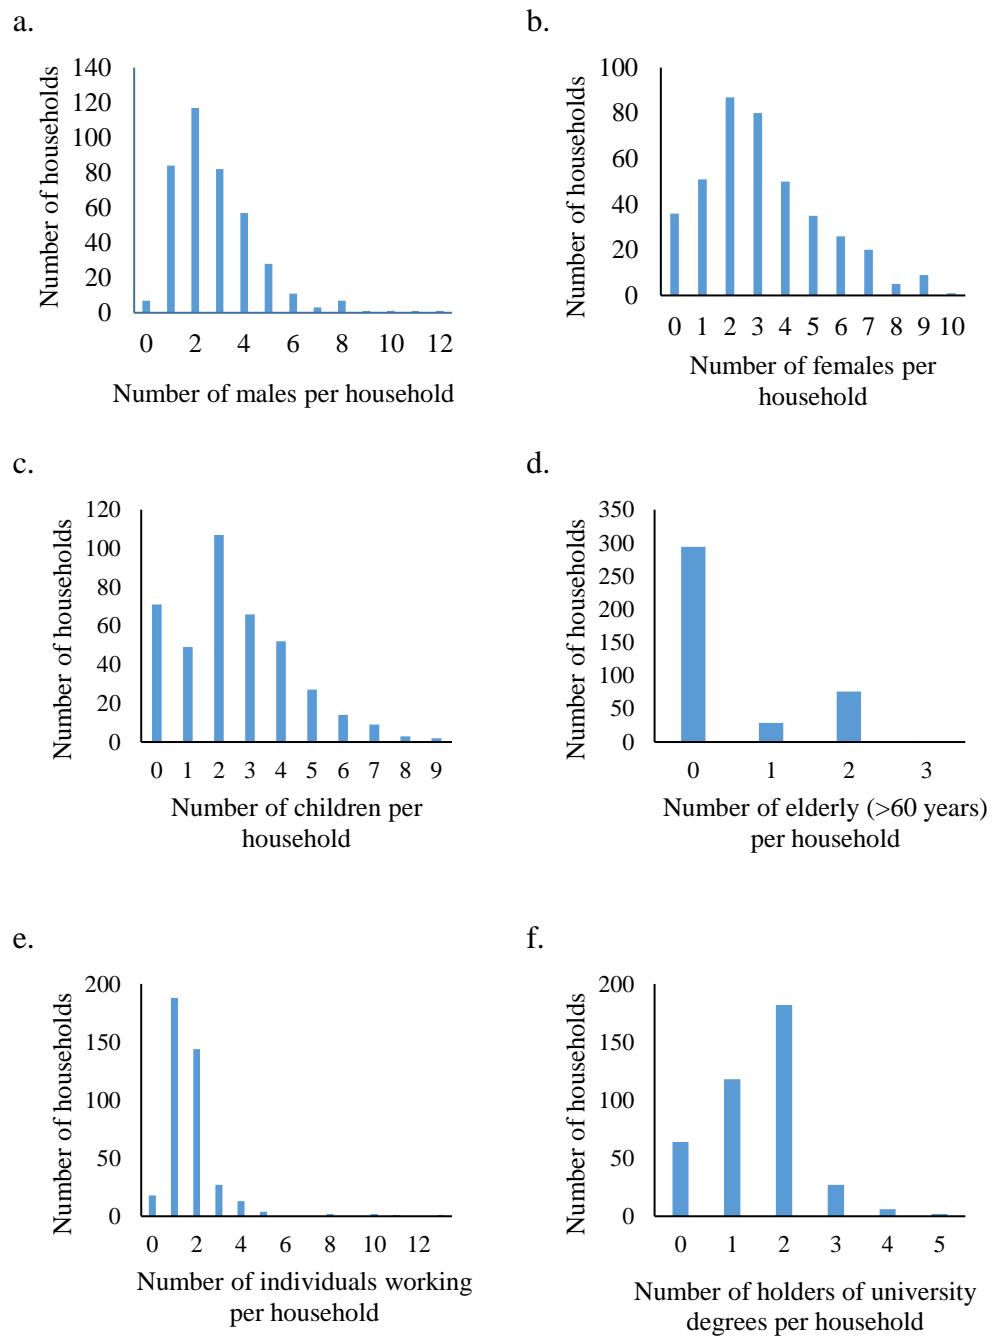 a.
140
120
100
80
60
40
20
0
Number of households
0 2 4 6 8 10 12
Number of males per household
b.
100
80
60
40
20
0
Number of households
0 1 2 3 4 5 6 7 8 9 10
Number of females per
household
c.
120
100
80
60
40
20
0
Number of households
0 1 2 3 4 5 6 7 8 9
Number of children per
household
d.
350
300
250
200
150
100
50
0
Number of households
0 1 2 3
Number of elderly (>60 years)
per household
e.
200
150
100
50
0
Number of households
0 2 4 6 8 10 12
Number of individuals working
per household
f.
200
150
100
50
0
Number of households
0 1 2 3 4 5
Number of holders of university
degrees per household